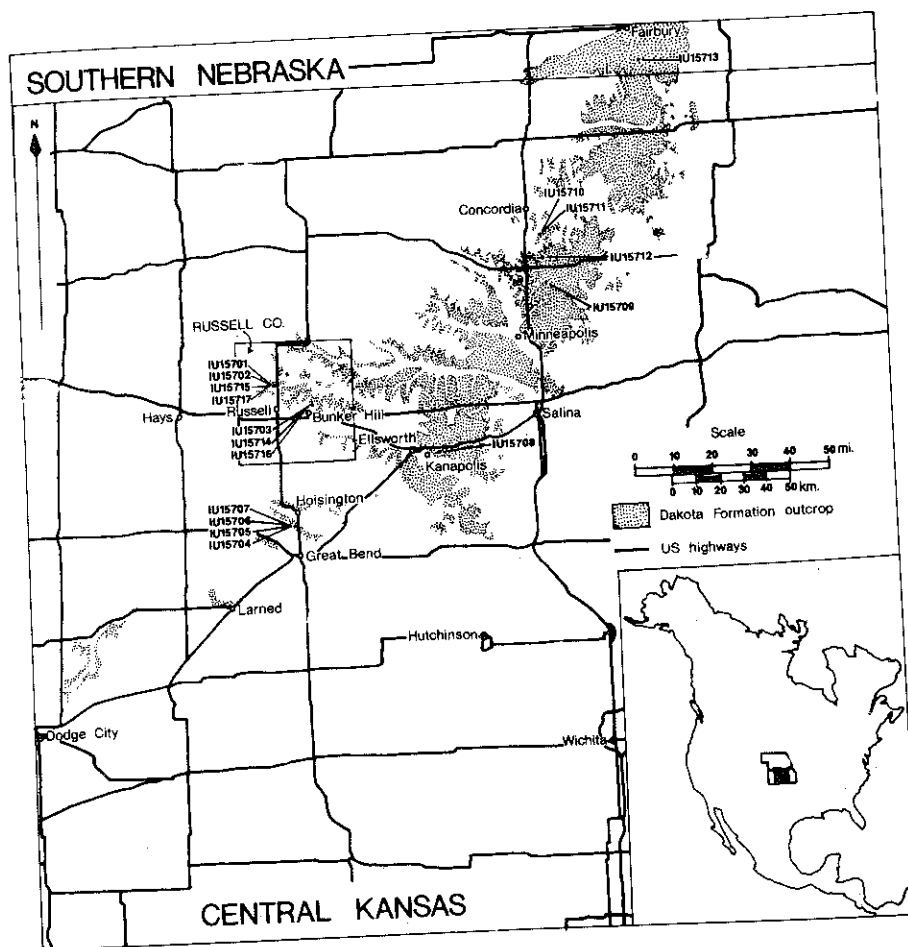 Fairbury
IU15713
SOUTHERN NEBRASKA
N
IU15710
Concordia
IU15711
IU15712
IU15709
Minneapolis
RUSSELL CO.
IU15701
IU15702
IU15715
IU15717
Hays
Russell
Bunker Hill
Salina
IU15703
IU15714
IU15716
Ellsworth
IU15708
Kanapolis
Scale
0 10 20 30 40 50 mi.
0 10 20 30 40 50 km.
Hoisington
IU15707
IU15706
IU15705
IU15704
Dakota Formation outcrop
US highways
Great Bend
Larned
Hutchinson
Dodge City
Wichita
CENTRAL KANSAS